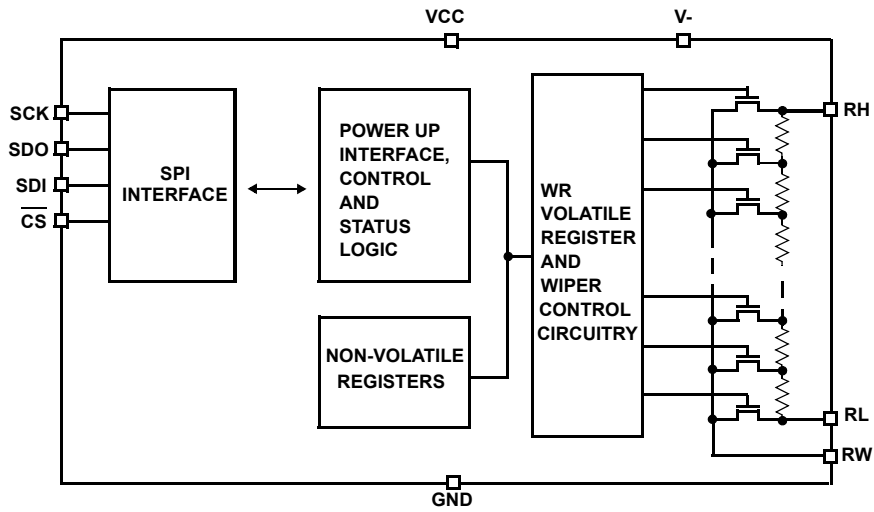 VCC
V-
SCK
SDO
SDI
CS
SPI
INTERFACE
POWER UP
INTERFACE,
CONTROL
AND
STATUS
LOGIC
NON-VOLATILE
REGISTERS
WR
VOLATILE
REGISTER
AND
WIPER
CONTROL
CIRCUITRY
RH
RL
RW
GND